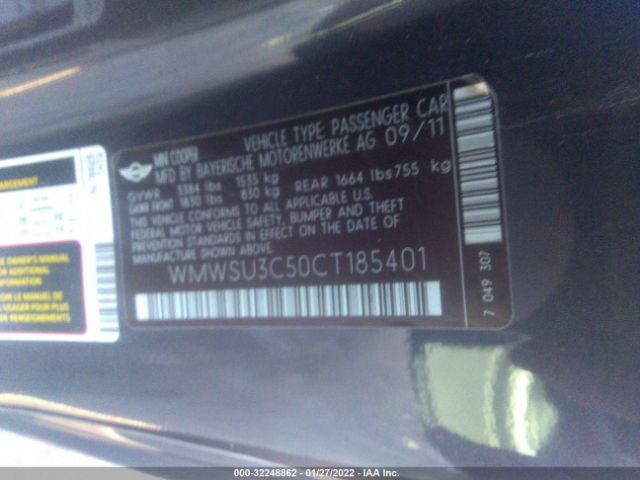 MINI COOPER VEHICLE TYPE, PASSENGER CAR
MFD BY BAYERISCHE MOTORENWERKE AG 09/11
GVWR 3384 lbs 1535 kg
GAWR FRONT 1830 lbs 830 kg REAR 1664 lbs 755 kg
THE VEHICLE CONFORMS TO ALL APPLICABLE
FEDERAL MOTOR VEHICLE SAFETY, BUMPER AND THEFT
PREVENTION STANDARDS IN EFFECT ON THE DATE OF
MANUFACTURE SHOWN ABOVE.
WMWSU3C50CT185401
7 049 307
000-32248862 - 01/27/2022 - IAA Inc.